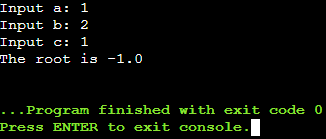 Input a: 1
Input b: 2
Input c: 1
The root is -1.0
...Program finished with exit code 0
Press ENTER to exit console.